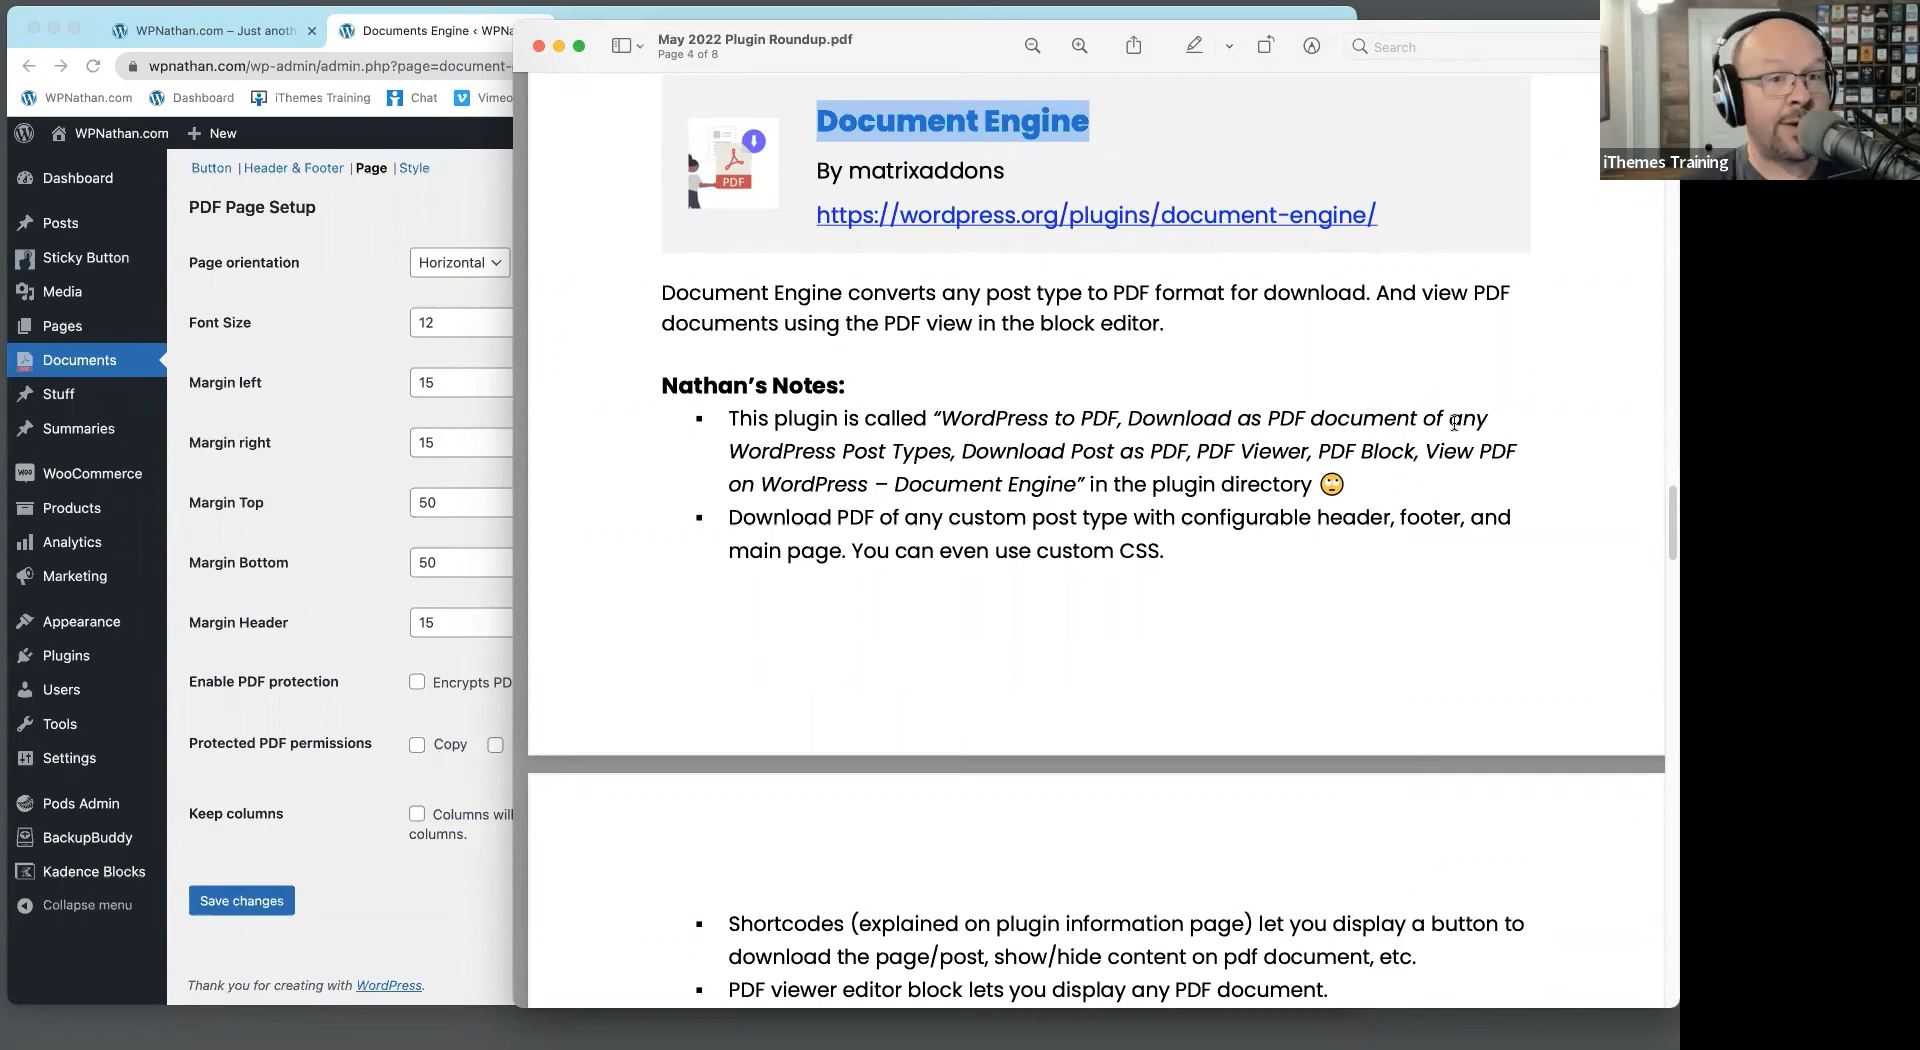 WPNathan.com – Just anoth
Documents Engine ‹ WPNa
wpnathan.com/wp-admin/admin.php?page=document-
WPNathan.com
Dashboard
iThemes Training
Chat
Vimeo
WPNathan.com
New
Dashboard
Posts
Sticky Button
Media
Pages
Documents
Stuff
Summaries
WooCommerce
Products
Analytics
Marketing
Appearance
Plugins
Users
Tools
Settings
Pods Admin
BackupBuddy
Kadence Blocks
Collapse menu
Button | Header & Footer | Page | Style
PDF Page Setup
Page orientation
Horizontal
Font Size
12
Margin left
15
Margin right
15
Margin Top
50
Margin Bottom
50
Margin Header
15
Enable PDF protection
Encrypts PD
Protected PDF permissions
Copy
Keep columns
Columns will
columns.
Save changes
Thank you for creating with WordPress.
May 2022 Plugin Roundup.pdf
Page 4 of 8
Search
PDF
Document Engine
By matrixaddons
https://wordpress.org/plugins/document-engine/
Document Engine converts any post type to PDF format for download. And view PDF
documents using the PDF view in the block editor.
Nathan's Notes:
▪ This plugin is called “WordPress to PDF, Download as PDF document of any
WordPress Post Types, Download Post as PDF, PDF Viewer, PDF Block, View PDF
on WordPress – Document Engine” in the plugin directory 🙄
▪ Download PDF of any custom post type with configurable header, footer, and
main page. You can even use custom CSS.
▪ Shortcodes (explained on plugin information page) let you display a button to
download the page/post, show/hide content on pdf document, etc.
▪ PDF viewer editor block lets you display any PDF document.
iThemes Training